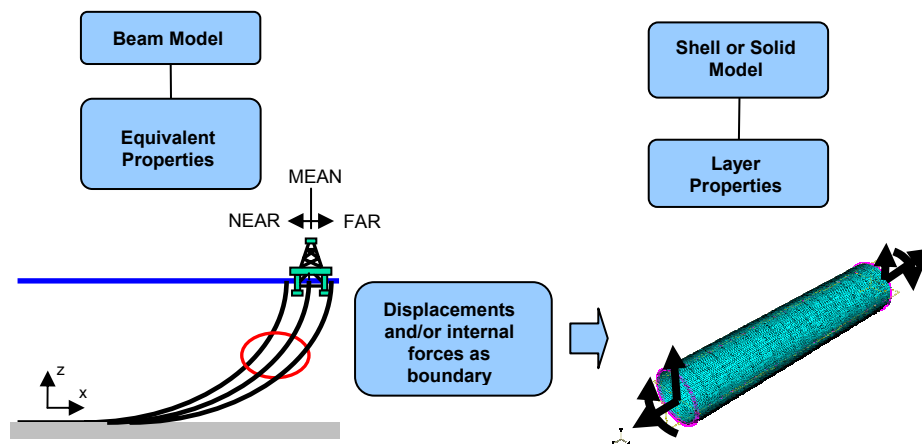 Beam Model
Equivalent
Properties
Shell or Solid
Model
Layer
Properties
MEAN
NEAR
FAR
Displacements
and/or internal
forces as
boundary
z
x